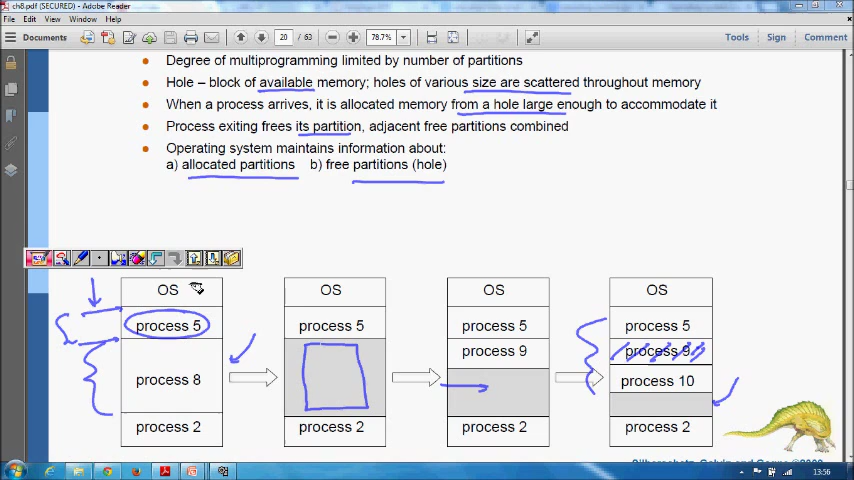 ch8.pdf (SECURED) - Adobe Reader
File Edit View Window Help
Documents 20 / 63 78.7% Tools Sign Comment
Degree of multiprogramming limited by number of partitions
Hole – block of available memory; holes of various size are scattered throughout memory
When a process arrives, it is allocated memory from a hole large enough to accommodate it
Process exiting frees its partition, adjacent free partitions combined
Operating system maintains information about:
a) allocated partitions b) free partitions (hole)
OS OS OS OS
process 5 process 5 process 5 process 5
process 9 process 9
process 8 process 10
process 2 process 2 process 2 process 2
13:56